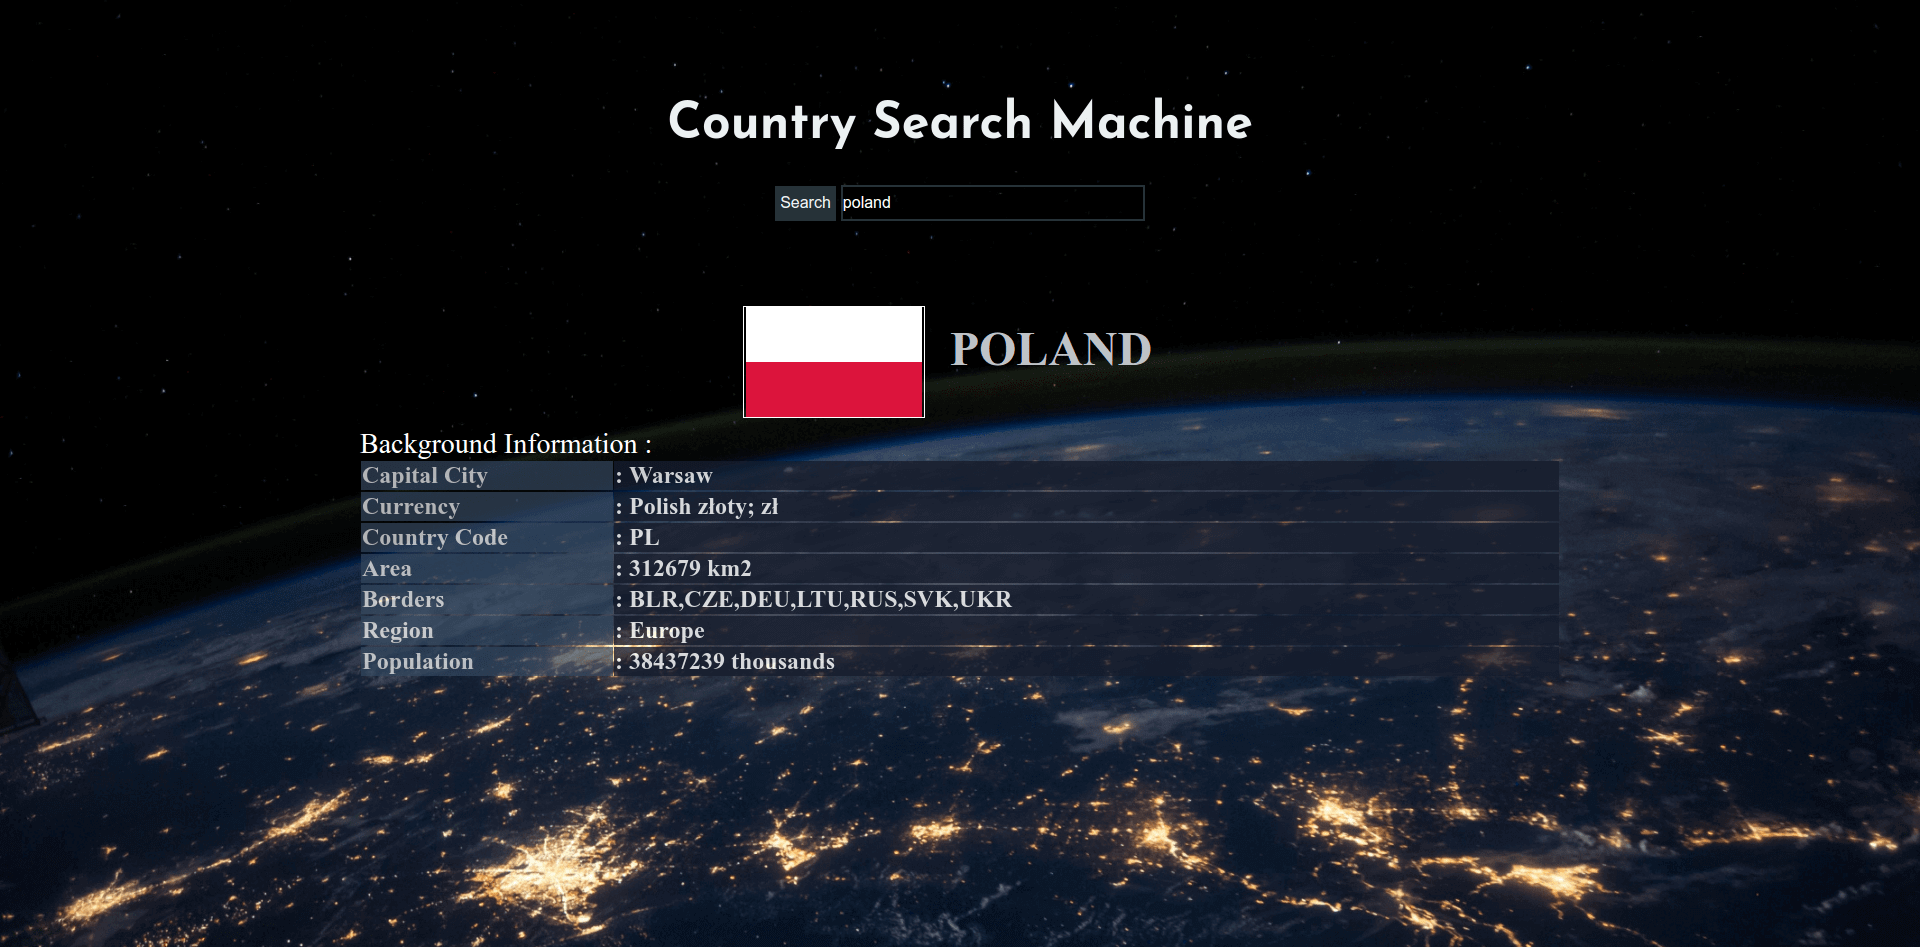 Country Search Machine
Search poland
POLAND
Background Information :
Capital City : Warsaw
Currency : Polish złoty; zł
Country Code : PL
Area : 312679 km2
Borders : BLR,CZE,DEU,LTU,RUS,SVK,UKR
Region : Europe
Population : 38437239 thousands